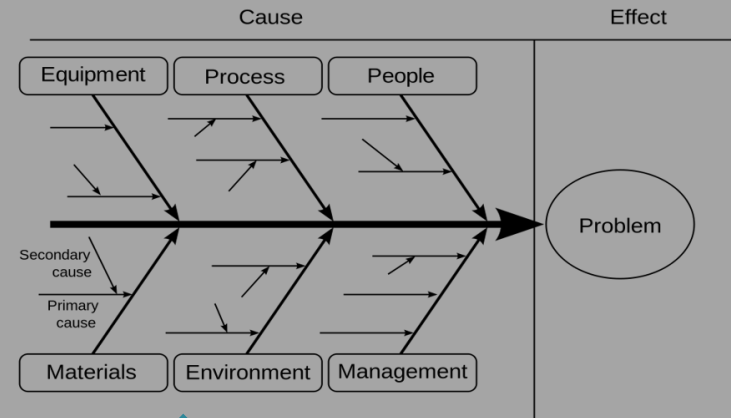 Cause
Effect
Equipment
Process
People
Problem
Secondary
cause
Primary
cause
Materials
Environment
Management